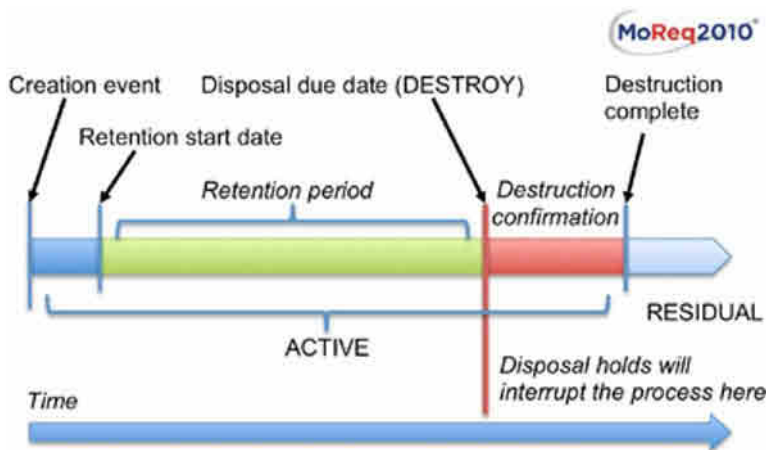 MoReq2010®
Creation event
Disposal due date (DESTROY)
Destruction
complete
Retention start date
Retention period
Destruction
confirmation
RESIDUAL
ACTIVE
Disposal holds will
interrupt the process here
Time